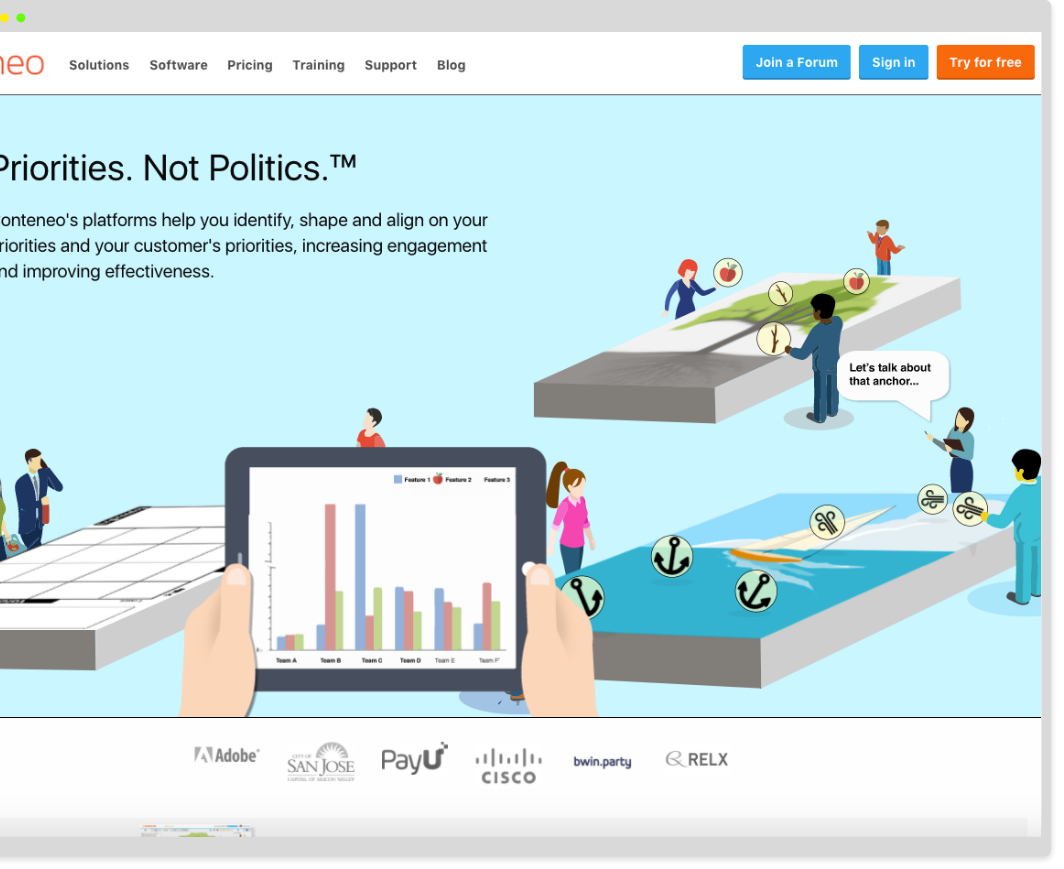 neo
Solutions Software Pricing Training Support Blog
Join a Forum Sign in Try for free
Priorities. Not Politics.™
onteneo's platforms help you identify, shape and align on your
riorities and your customer's priorities, increasing engagement
nd improving effectiveness.
Let's talk about
that anchor...
Feature 1 Feature 2 Feature 3
Team A Team B Team C Team D Team E Team F
Adobe
CITY OF
SAN JOSE
CAPITAL OF SILICON VALLEY
PayU
CISCO
bwin.party
RELX